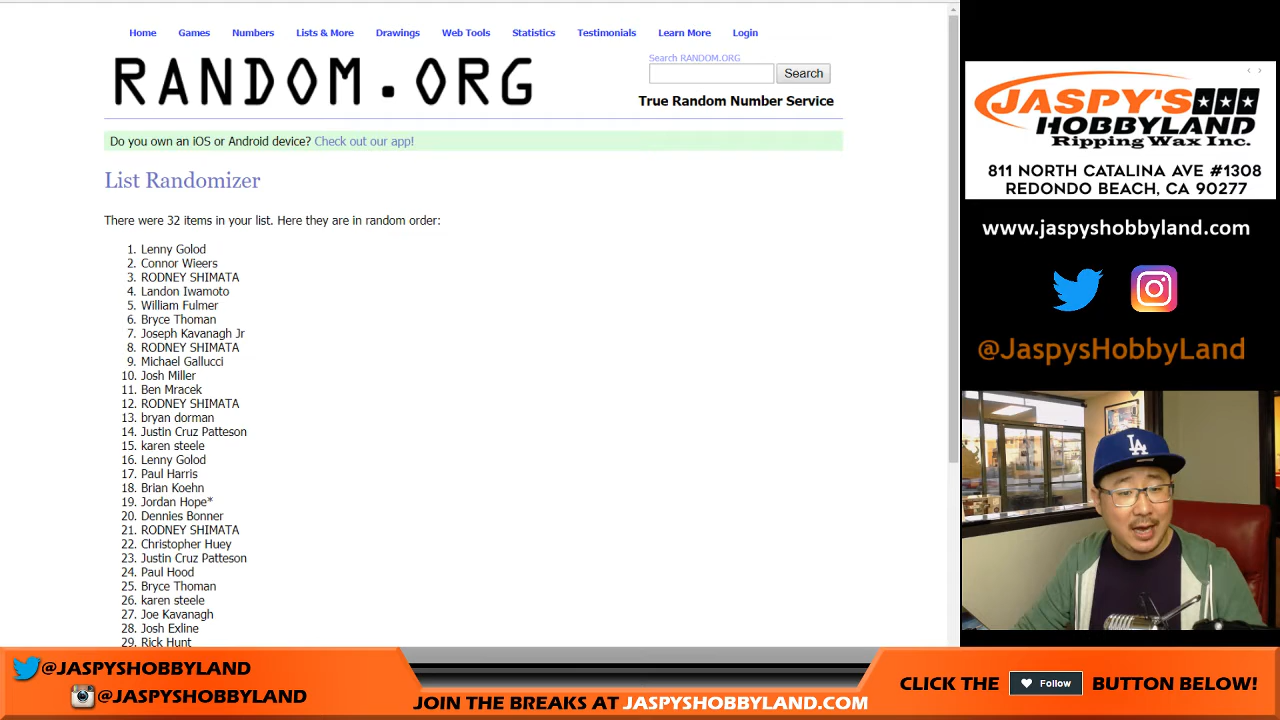 Home Games Numbers Lists & More Drawings Web Tools Statistics Testimonials Learn More Login
RANDOM.ORG
Search RANDOM.ORG
Search
True Random Number Service
Do you own an iOS or Android device? Check out our app!
List Randomizer
There were 32 items in your list. Here they are in random order:
1. Lenny Golod
2. Connor Wieers
3. RODNEY SHIMATA
4. Landon Iwamoto
5. William Fulmer
6. Bryce Thoman
7. Joseph Kavanagh Jr
8. RODNEY SHIMATA
9. Michael Gallucci
10. Josh Miller
11. Ben Mracek
12. RODNEY SHIMATA
13. bryan dorman
14. Justin Cruz Patteson
15. karen steele
16. Lenny Golod
17. Paul Harris
18. Brian Koehn
19. Jordan Hope*
20. Dennies Bonner
21. RODNEY SHIMATA
22. Christopher Huey
23. Justin Cruz Patteson
24. Paul Hood
25. Bryce Thoman
26. karen steele
27. Joe Kavanagh
28. Josh Exline
29. Rick Hunt
JASPY'S
HOBBYLAND
Ripping Wax Inc.
811 NORTH CATALINA AVE #1308
REDONDO BEACH, CA 90277
www.jaspyshobbyland.com
@JaspysHobbyLand
LA
@JASPYSHOBBYLAND
@JASPYSHOBBYLAND
JOIN THE BREAKS AT JASPYSHOBBYLAND.COM
CLICK THE Follow BUTTON BELOW!